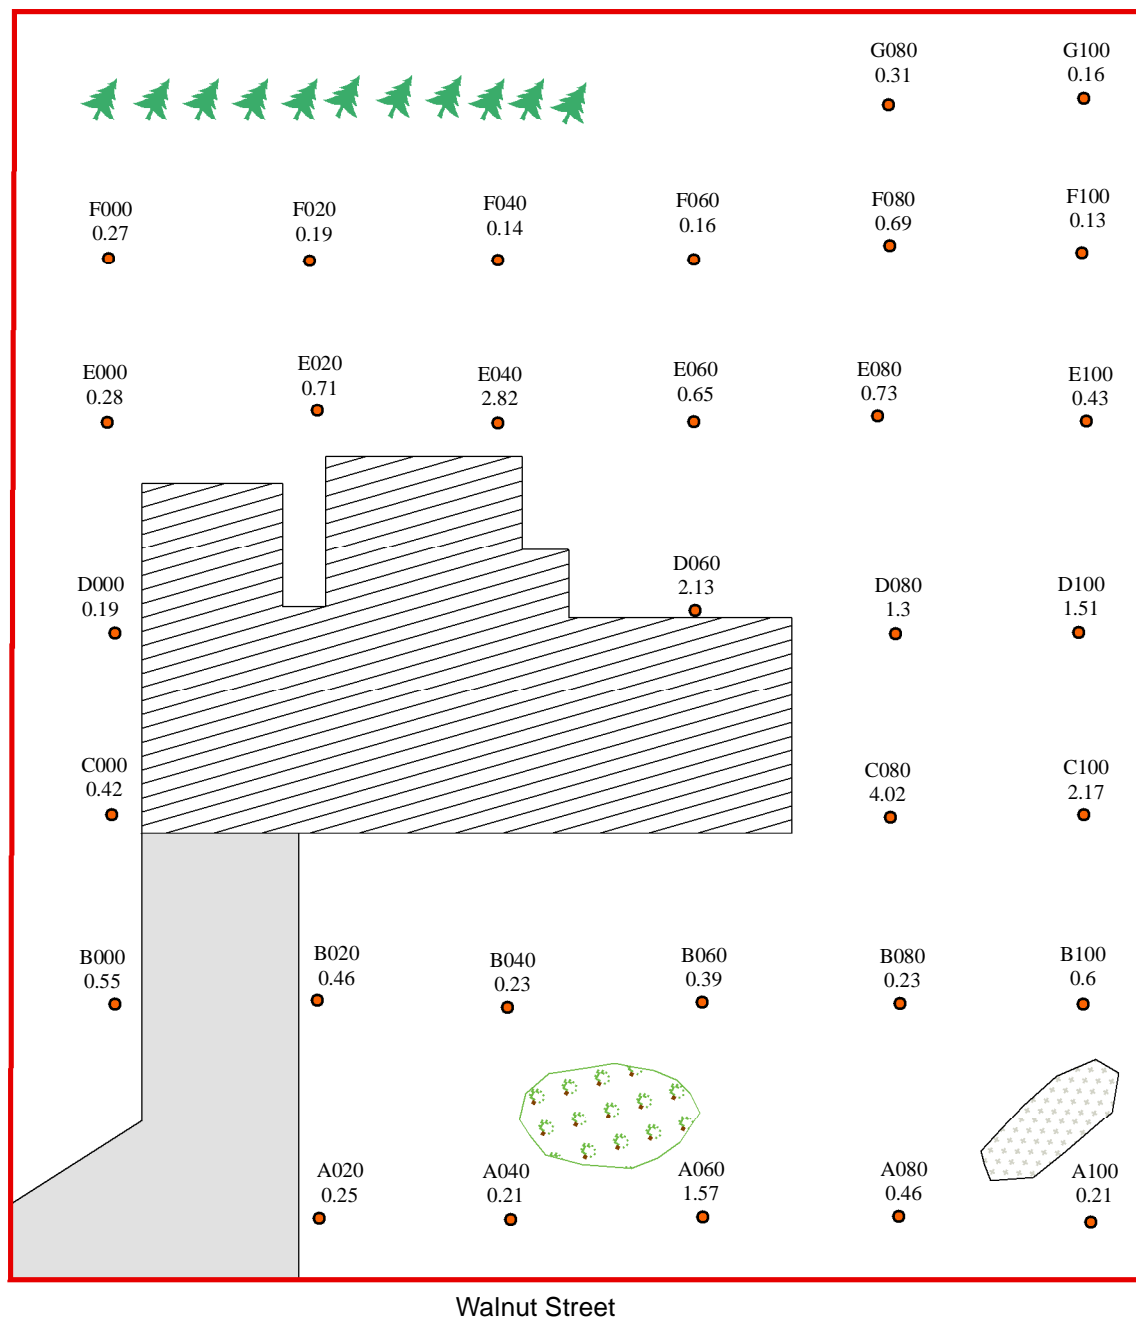 G080
0.31
G100
0.16
F000
0.27
F020
0.19
F040
0.14
F060
0.16
F080
0.69
F100
0.13
E000
0.28
E020
0.71
E040
2.82
E060
0.65
E080
0.73
E100
0.43
D000
0.19
D060
2.13
D080
1.3
D100
1.51
C000
0.42
C080
4.02
C100
2.17
B000
0.55
B020
0.46
B040
0.23
B060
0.39
B080
0.23
B100
0.6
A020
0.25
A040
0.21
A060
1.57
A080
0.46
A100
0.21
Walnut Street